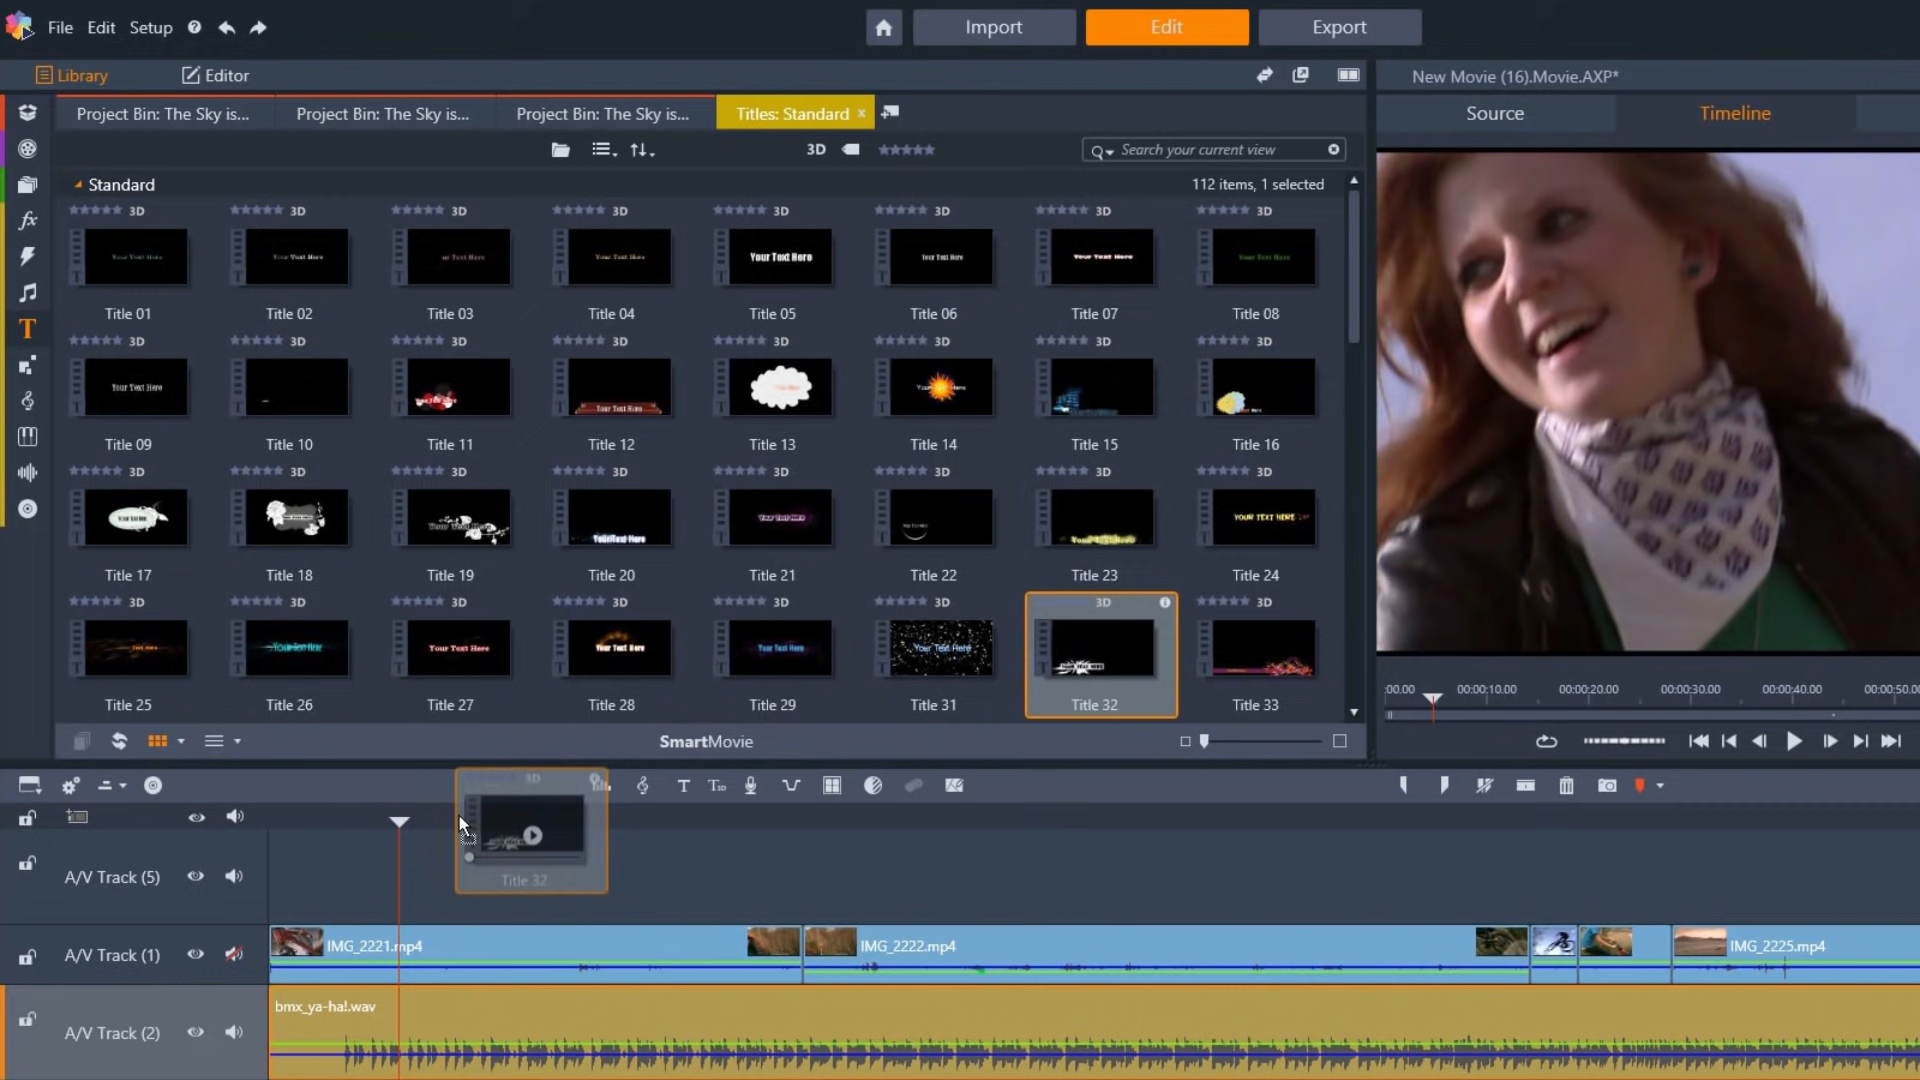 File Edit Setup
Import Edit Export
Library Editor
New Movie (16).Movie.AXP*
Project Bin: The Sky is... Project Bin: The Sky is... Project Bin: The Sky is... Titles: Standard x
Source Timeline
3D Search your current view
Standard 112 items, 1 selected
3D 3D 3D 3D 3D 3D 3D 3D
Your Text Here Your Text Here ur Text Here Your Text Here Your Text Here Your Text Here Your Text Here Your Text Here
Title 01 Title 02 Title 03 Title 04 Title 05 Title 06 Title 07 Title 08
3D 3D 3D 3D 3D 3D 3D 3D
Your Text Here Your Text Here
Title 09 Title 10 Title 11 Title 12 Title 13 Title 14 Title 15 Title 16
3D 3D 3D 3D 3D 3D 3D 3D
Your Text Here Your Text Here YOUR TEXT HERE
Title 17 Title 18 Title 19 Title 20 Title 21 Title 22 Title 23 Title 24
3D 3D 3D 3D 3D 3D 3D 3D
Your Text Here Your Text Here Your Text Here Your Text Here Your Text Here
Title 25 Title 26 Title 27 Title 28 Title 29 Title 31 Title 32 Title 33
:00.00 00:00:10.00 00:00:20.00 00:00:30.00 00:00:40.00 00:00:50.00
SmartMovie
3D
Title 32
A/V Track (5)
A/V Track (1) IMG_2221.mp4 IMG_2222.mp4 IMG_2225.mp4
bmx_ya-ha!.wav
A/V Track (2)